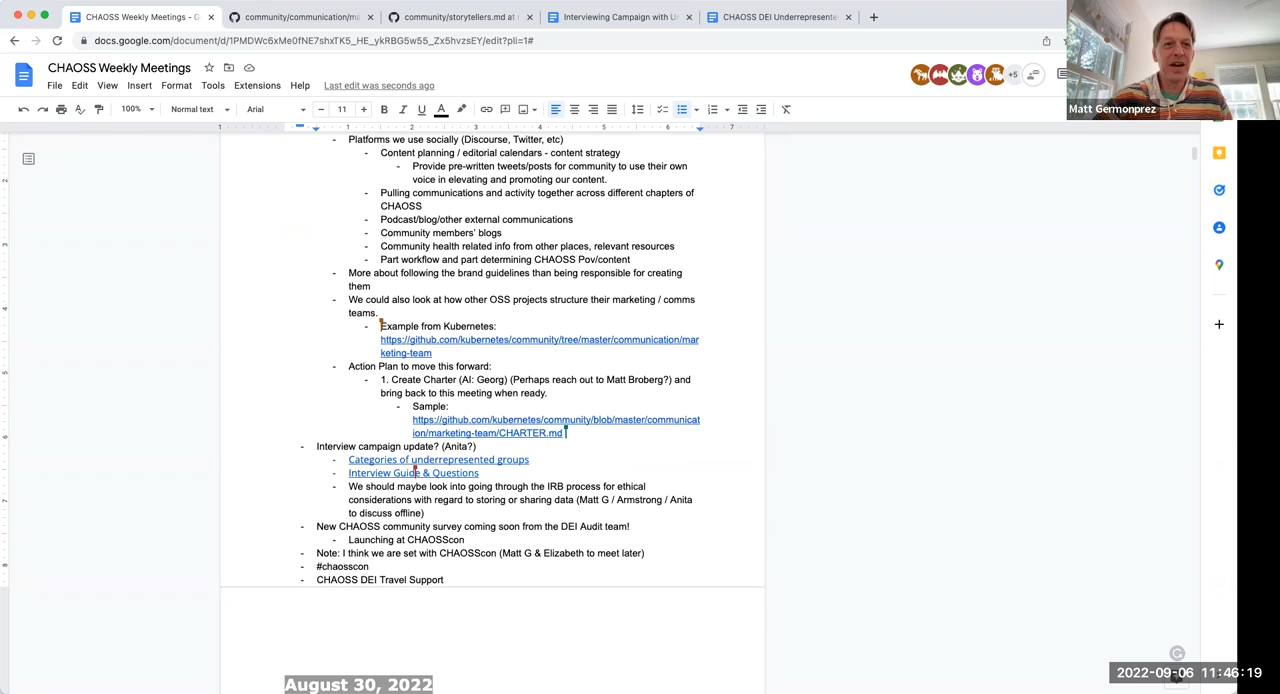 CHAOSS Weekly Meetings - G
community/communication/ma
community/storytellers.md at
Interviewing Campaign with U
CHAOSS DEI Underrepresente
docs.google.com/document/d/1PMDWc6xMe0fNE7shxTK5_HE_ykRBG5w55_Zx5hvzsEY/edit?pli=1#
CHAOSS Weekly Meetings
File Edit View Insert Format Tools Extensions Help Last edit was seconds ago
+5
Matt Germonprez
100% Normal text Arial 11
1 1 2 3 4 5 6 7
- Platforms we use socially (Discourse, Twitter, etc)
- Content planning / editorial calendars - content strategy
- Provide pre-written tweets/posts for community to use their own
voice in elevating and promoting our content.
- Pulling communications and activity together across different chapters of
CHAOSS
- Podcast/blog/other external communications
- Community members' blogs
- Community health related info from other places, relevant resources
- Part workflow and part determining CHAOSS Pov/content
- More about following the brand guidelines than being responsible for creating
them
- We could also look at how other OSS projects structure their marketing / comms
teams.
- Example from Kubernetes:
https://github.com/kubernetes/community/tree/master/communication/mar
keting-team
- Action Plan to move this forward:
- 1. Create Charter (AI: Georg) (Perhaps reach out to Matt Broberg?) and
bring back to this meeting when ready.
- Sample:
https://github.com/kubernetes/community/blob/master/communicat
ion/marketing-team/CHARTER.md
- Interview campaign update? (Anita?)
- Categories of underrepresented groups
- Interview Guide & Questions
- We should maybe look into going through the IRB process for ethical
considerations with regard to storing or sharing data (Matt G / Armstrong / Anita
to discuss offline)
- New CHAOSS community survey coming soon from the DEI Audit team!
- Launching at CHAOSScon
- Note: I think we are set with CHAOSScon (Matt G & Elizabeth to meet later)
- #chaosscon
- CHAOSS DEI Travel Support
August 30, 2022
2022-09-06 11:46:19